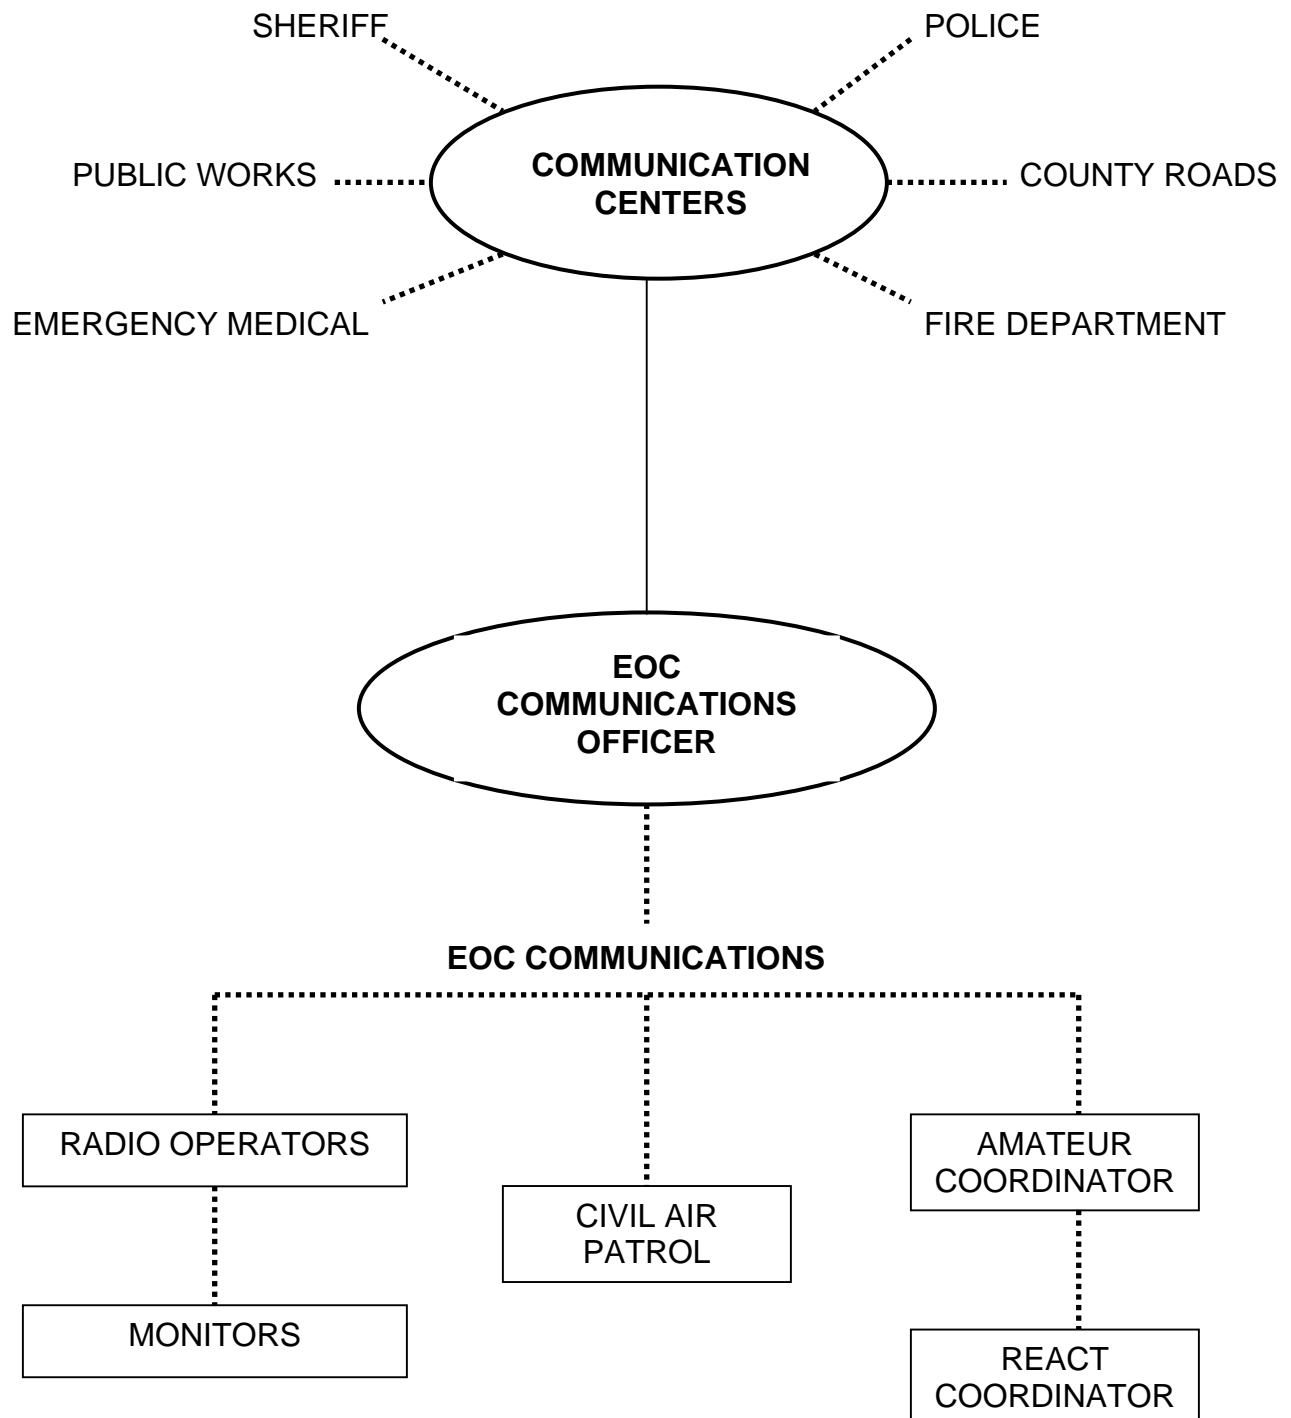 SHERIFF
POLICE
COMMUNICATION
CENTERS
PUBLIC WORKS
COUNTY ROADS
EMERGENCY MEDICAL
FIRE DEPARTMENT
EOC
COMMUNICATIONS
OFFICER
EOC COMMUNICATIONS
RADIO OPERATORS
AMATEUR
COORDINATOR
CIVIL AIR
PATROL
MONITORS
REACT
COORDINATOR